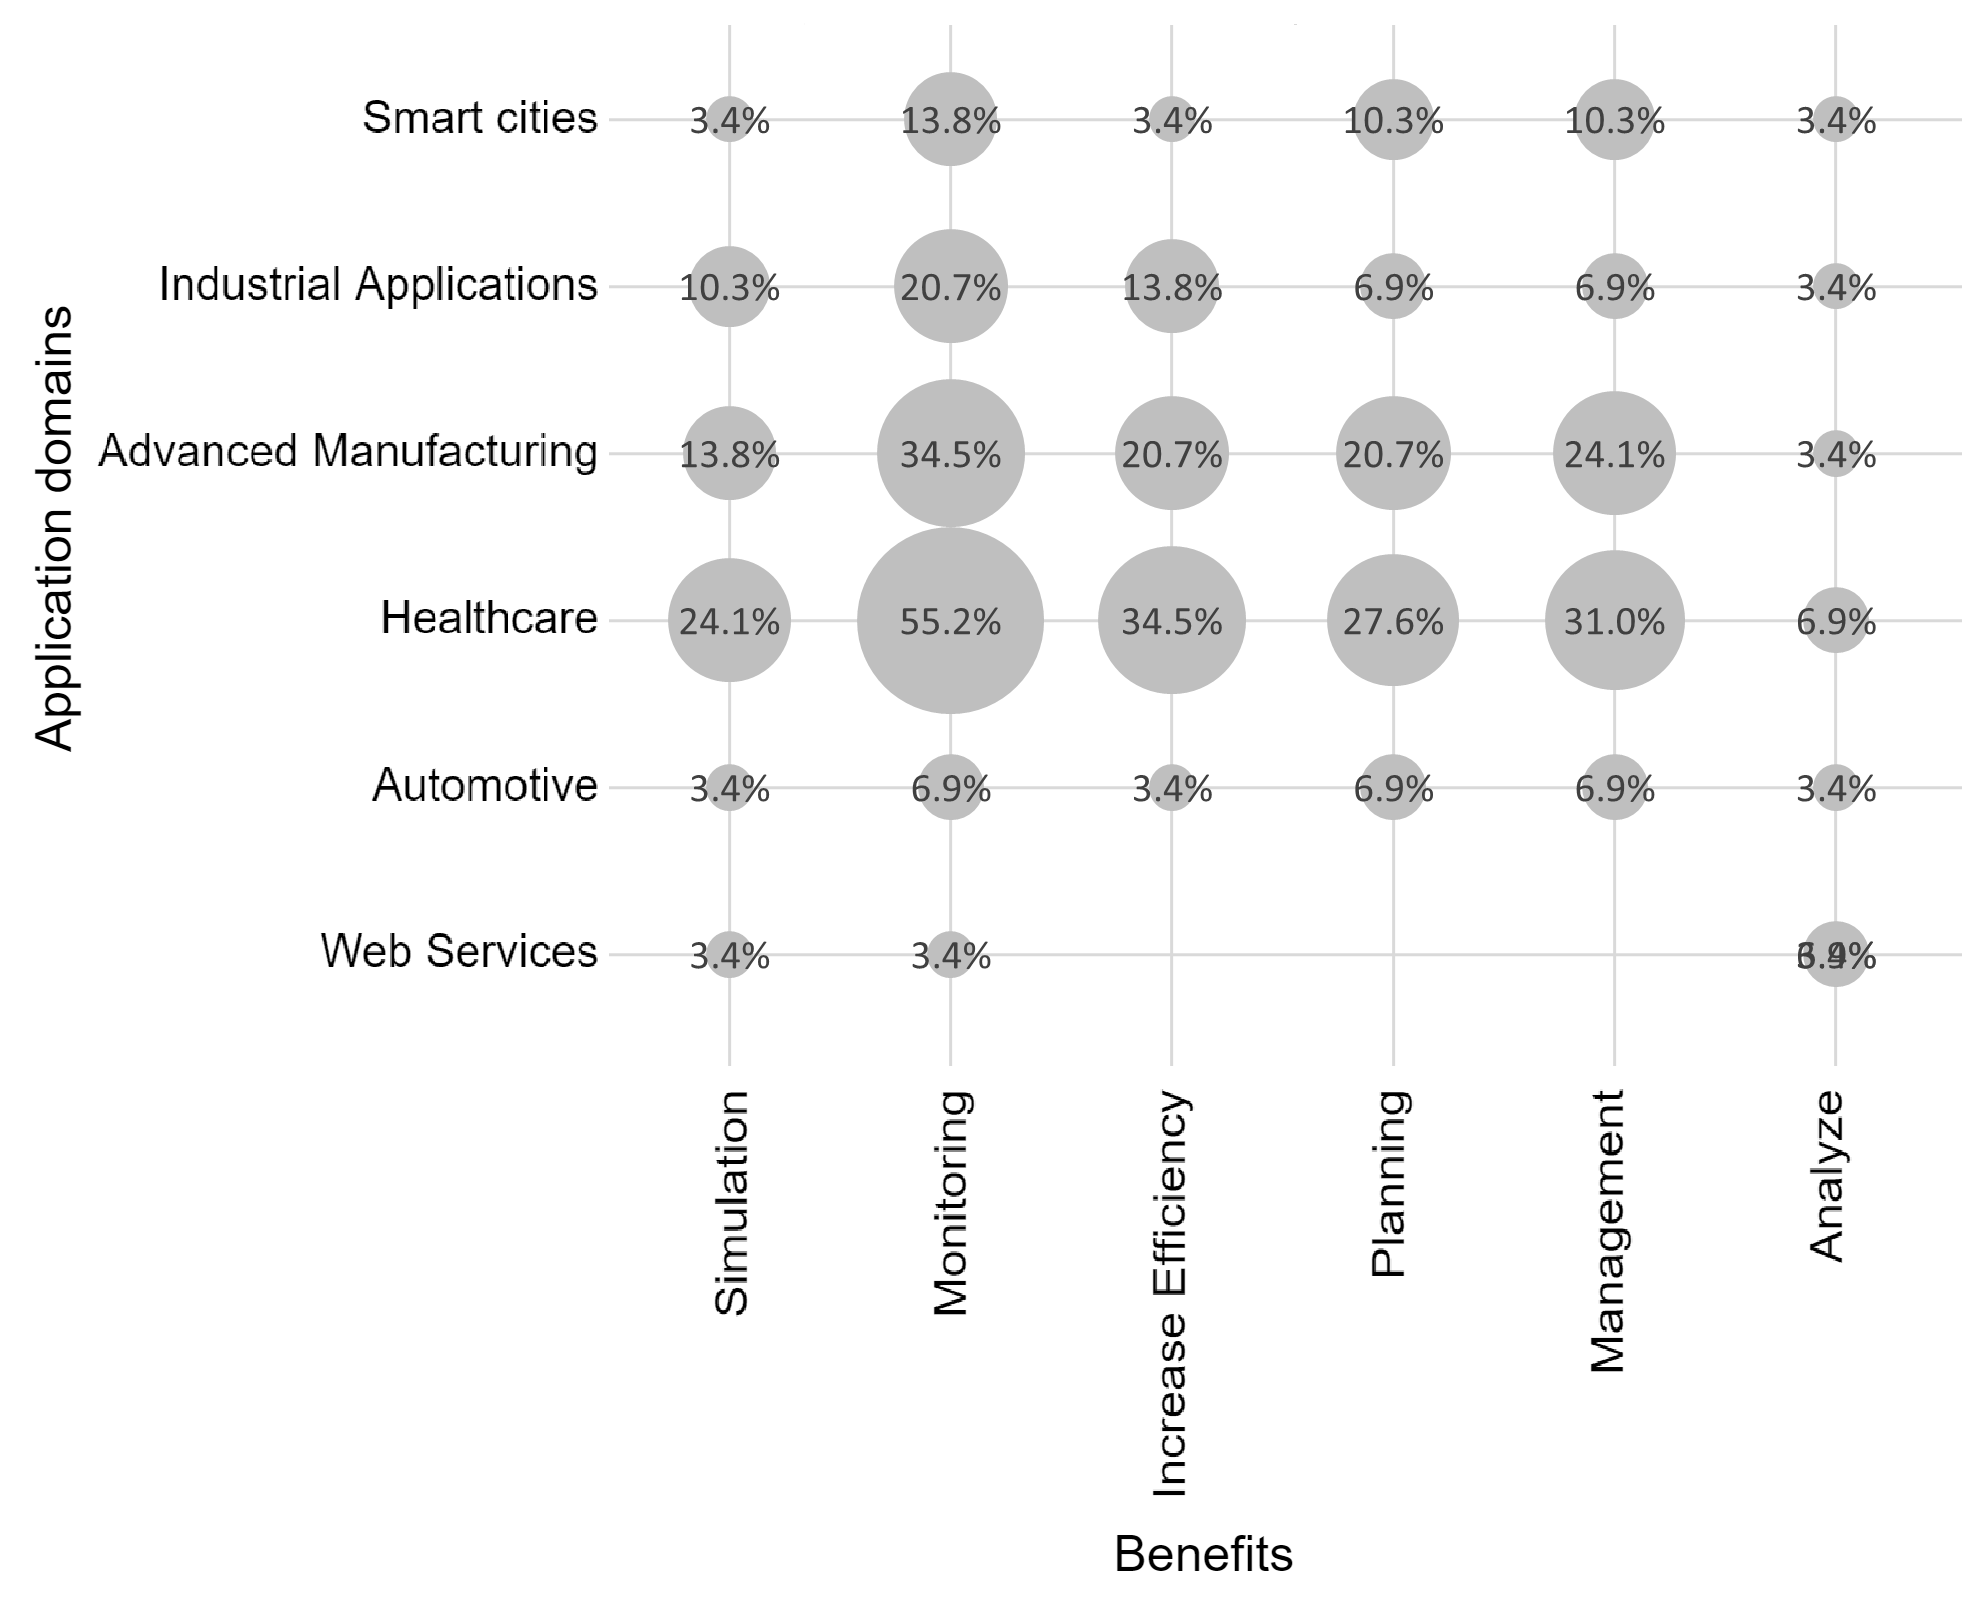 Smart cities 3.4% 13.8% 3.4% 10.3% 10.3% 3.4%
Industrial Applications 10.3% 20.7% 13.8% 6.9% 6.9% 3.4%
Advanced Manufacturing 13.8% 34.5% 20.7% 20.7% 24.1% 3.4%
Healthcare 24.1% 55.2% 34.5% 27.6% 31.0% 6.9%
Automotive 3.4% 6.9% 3.4% 6.9% 6.9% 3.4%
Web Services 3.4% 3.4%
Application domains
Simulation
Monitoring
Increase Efficiency
Planning
Management
Analyze
Benefits